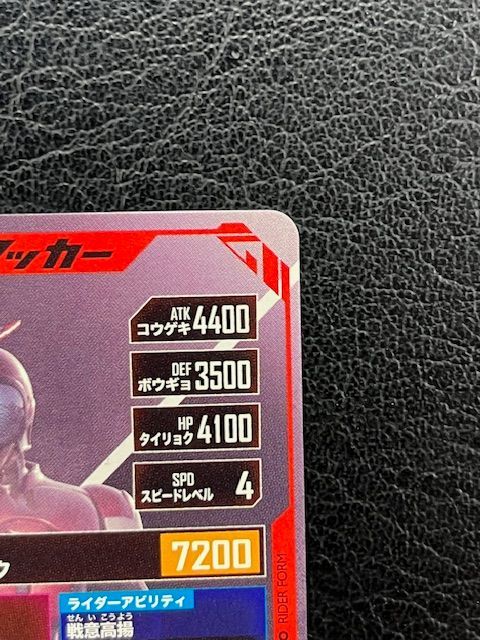 ッカー
ATK
コウゲキ 4400
DEF
ボウギョ 3500
HP
タイリョク 4100
SPD
スピードレベル 4
ク 7200
ライダーアビリティ
せんいこうよう
戦意高揚
RIDER FORM